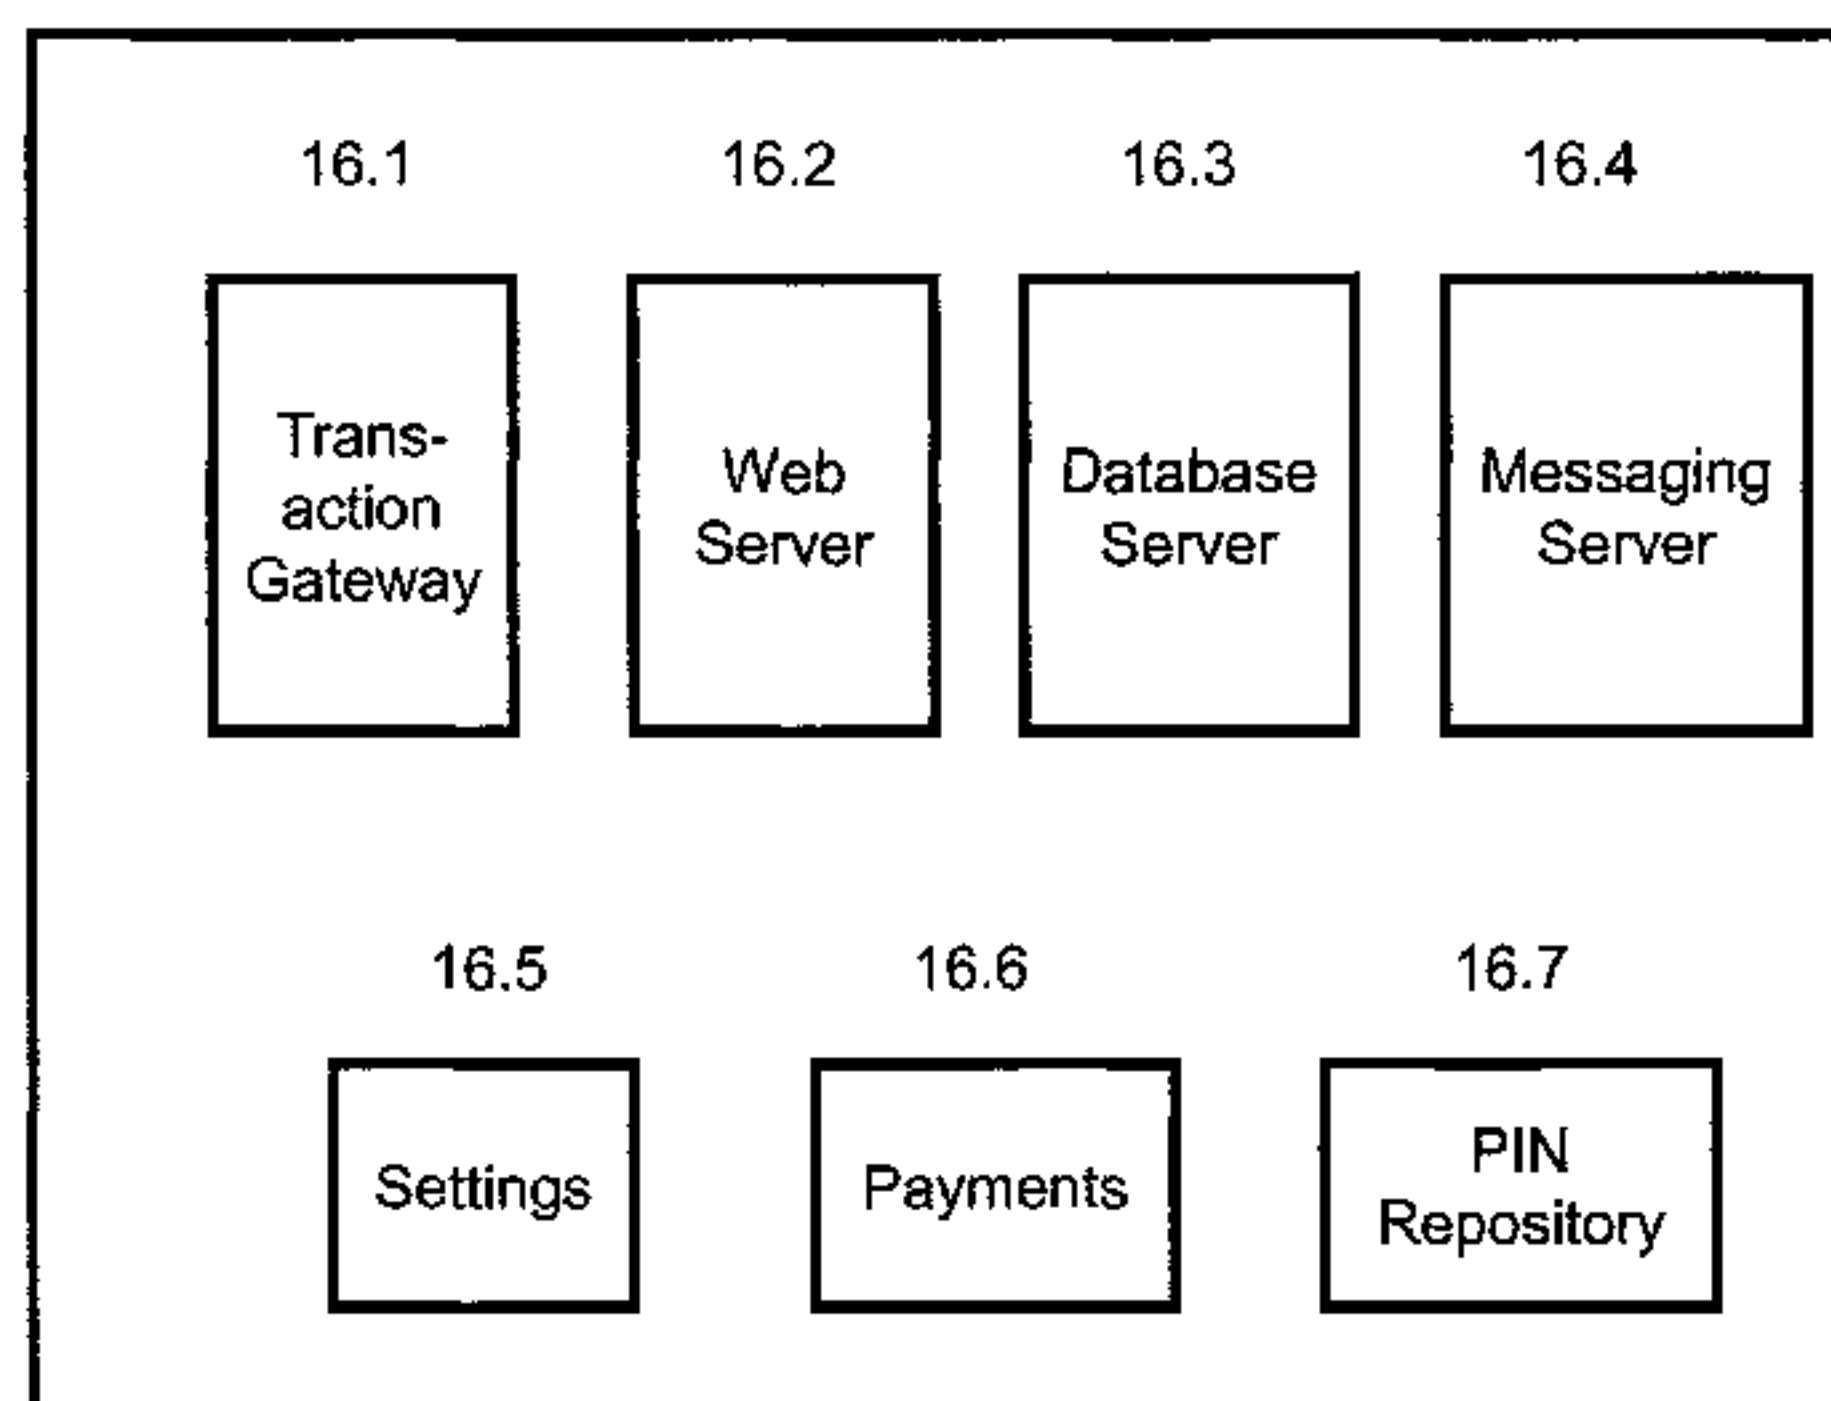 16.1 16.2 16.3 16.4
Trans-
action
Gateway
Web
Server
Database
Server
Messaging
Server
16.5 16.6 16.7
Settings
Payments
PIN
Repository